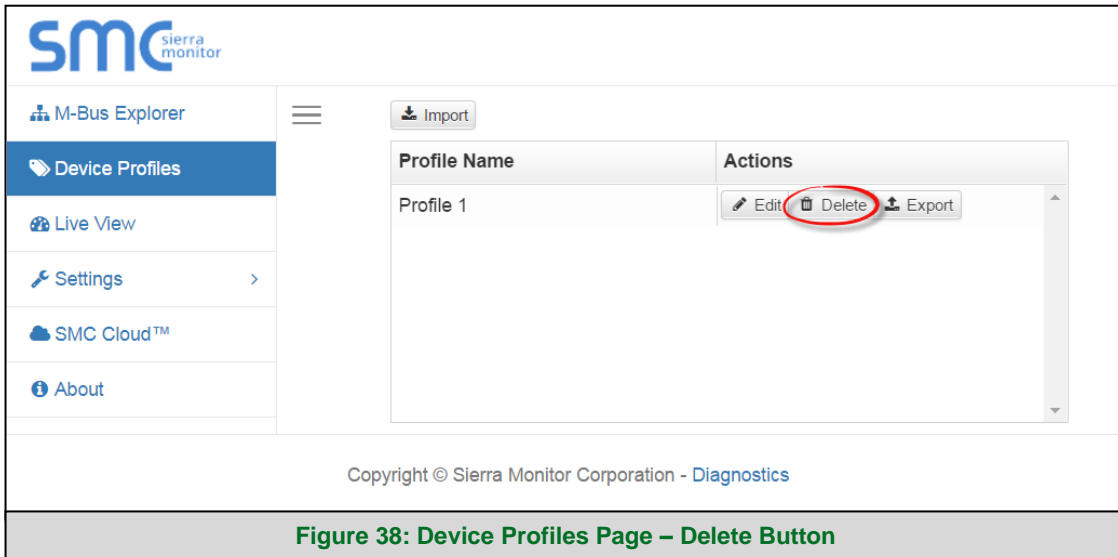 SMC sierra monitor
M-Bus Explorer
Device Profiles
Live View
Settings
SMC Cloud™
About
Import
Profile Name Actions
Profile 1 Edit Delete Export
Copyright © Sierra Monitor Corporation - Diagnostics
Figure 38: Device Profiles Page – Delete Button